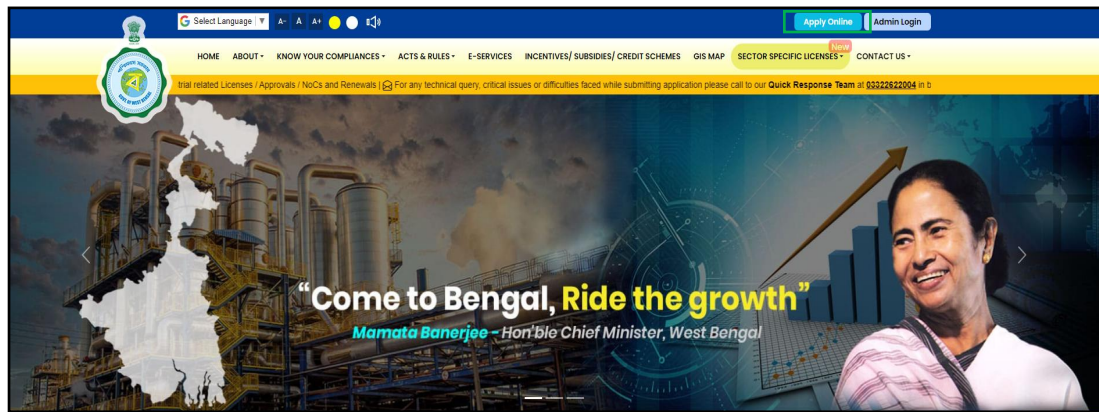 Select Language ▼ A- A A+ Apply Online Admin Login
HOME ABOUT KNOW YOUR COMPLIANCES ACTS & RULES E-SERVICES INCENTIVES/ SUBSIDIES/ CREDIT SCHEMES GIS MAP SECTOR SPECIFIC LICENSES New CONTACT US
trial related Licenses / Approvals / NoCs and Renewals | For any technical query, critical issues or difficulties faced while submitting application please call to our Quick Response Team at 03322622004 in b
“Come to Bengal, Ride the growth”
Mamata Banerjee - Hon'ble Chief Minister, West Bengal